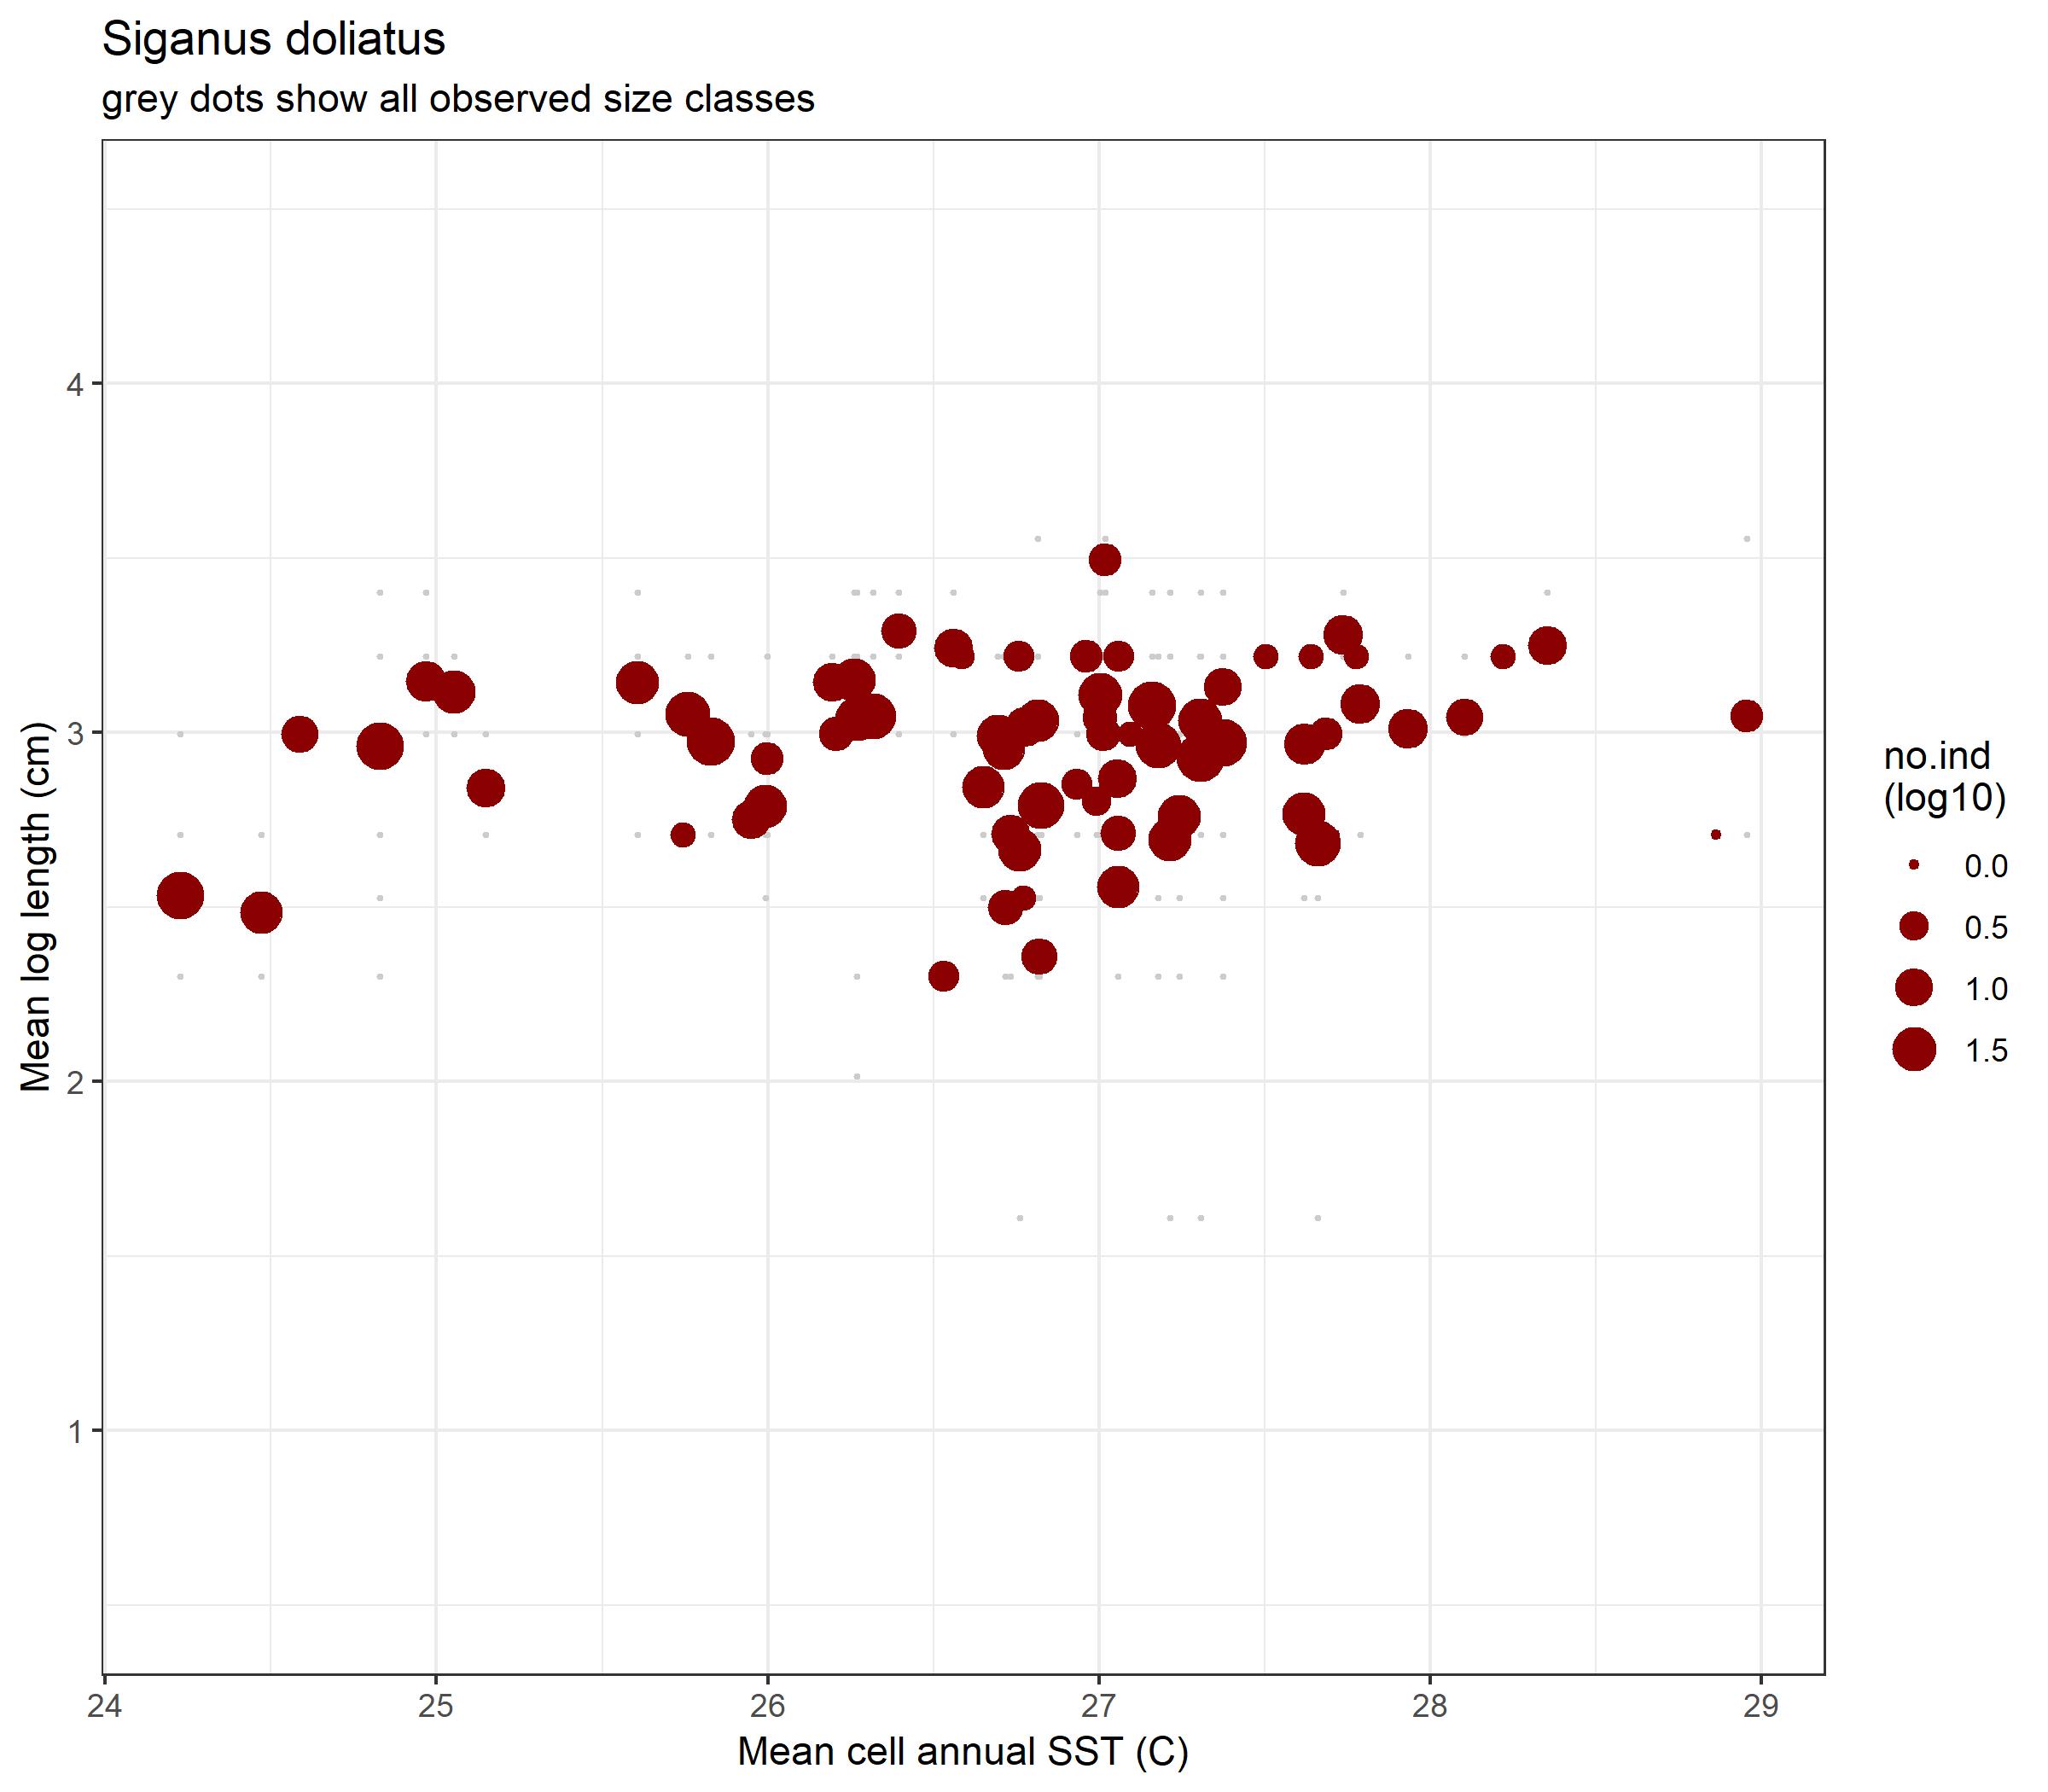 Siganus doliatus
grey dots show all observed size classes
4
3
2
1
Mean log length (cm)
24 25 26 27 28 29
Mean cell annual SST (C)
no.ind
(log10)
0.0
0.5
1.0
1.5